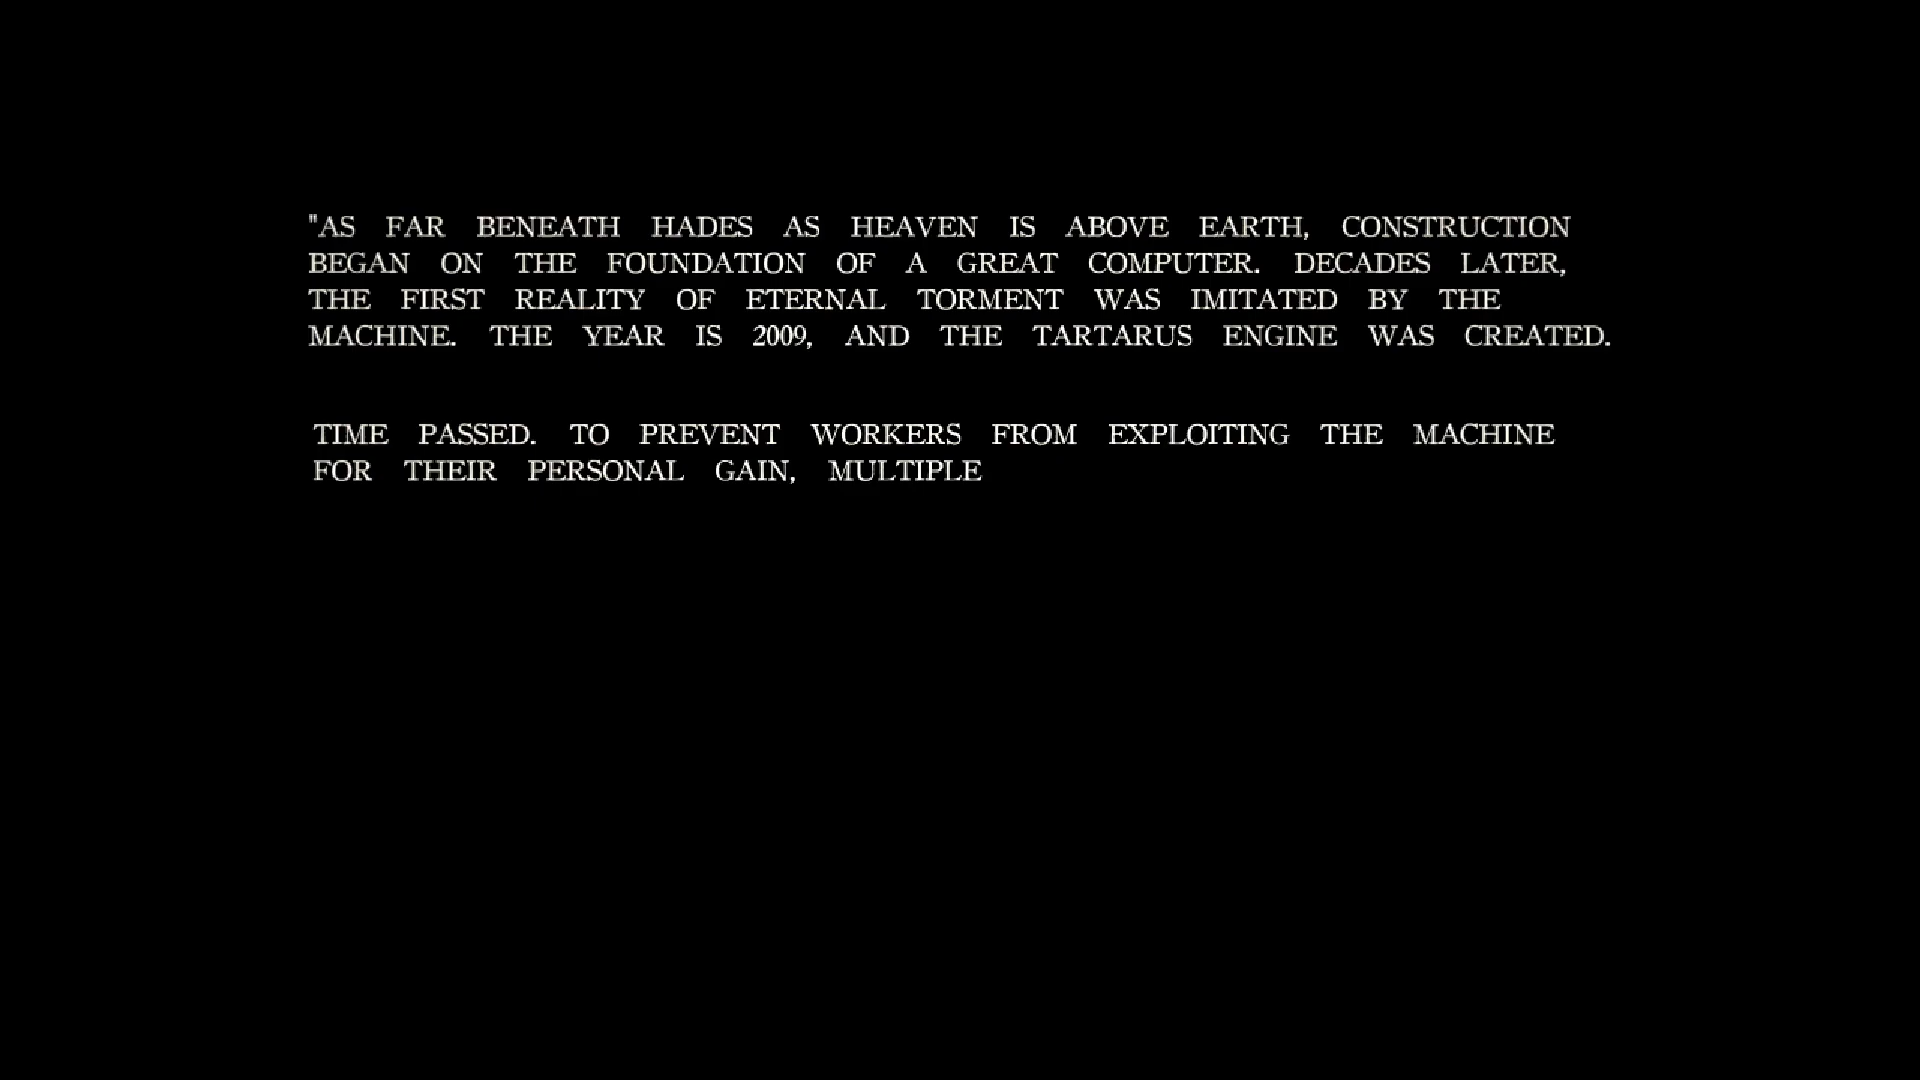 "AS FAR BENEATH HADES AS HEAVEN IS ABOVE EARTH, CONSTRUCTION
BEGAN ON THE FOUNDATION OF A GREAT COMPUTER. DECADES LATER,
THE FIRST REALITY OF ETERNAL TORMENT WAS IMITATED BY THE
MACHINE. THE YEAR IS 2009, AND THE TARTARUS ENGINE WAS CREATED.
TIME PASSED. TO PREVENT WORKERS FROM EXPLOITING THE MACHINE
FOR THEIR PERSONAL GAIN, MULTIPLE